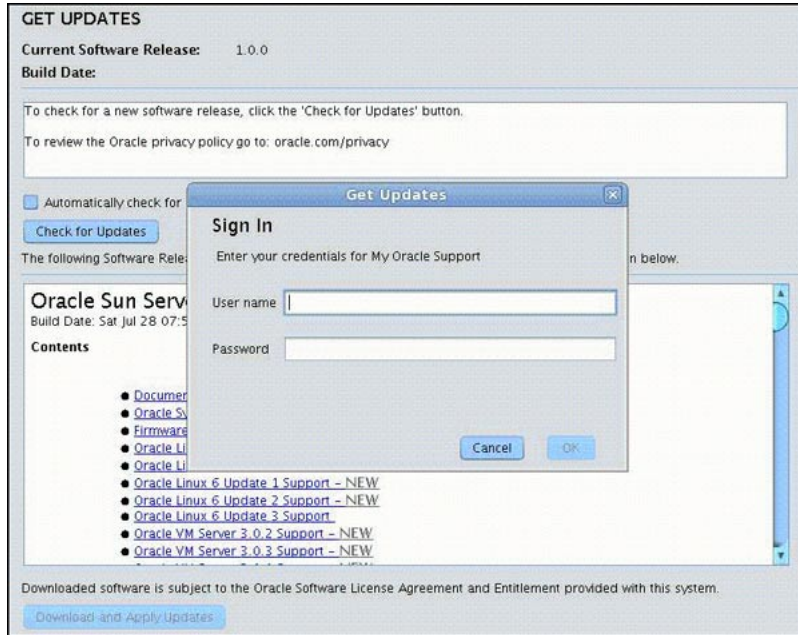 GET UPDATES
Current Software Release: 1.0.0
Build Date:
To check for a new software release, click the 'Check for Updates' button.
To review the Oracle privacy policy go to: oracle.com/privacy
Automatically check for
Check for Updates
The following Software Relea
n below.
Get Updates
Sign In
Enter your credentials for My Oracle Support
User name
Password
Cancel
OK
Oracle Sun Serv
Build Date: Sat Jul 28 07:5
Contents
Documen
Oracle Sy
Firmware
Oracle Li
Oracle Li
Oracle Linux 6 Update 1 Support - NEW
Oracle Linux 6 Update 2 Support - NEW
Oracle Linux 6 Update 3 Support
Oracle VM Server 3.0.2 Support - NEW
Oracle VM Server 3.0.3 Support - NEW
Downloaded software is subject to the Oracle Software License Agreement and Entitlement provided with this system.
Download and Apply Updates